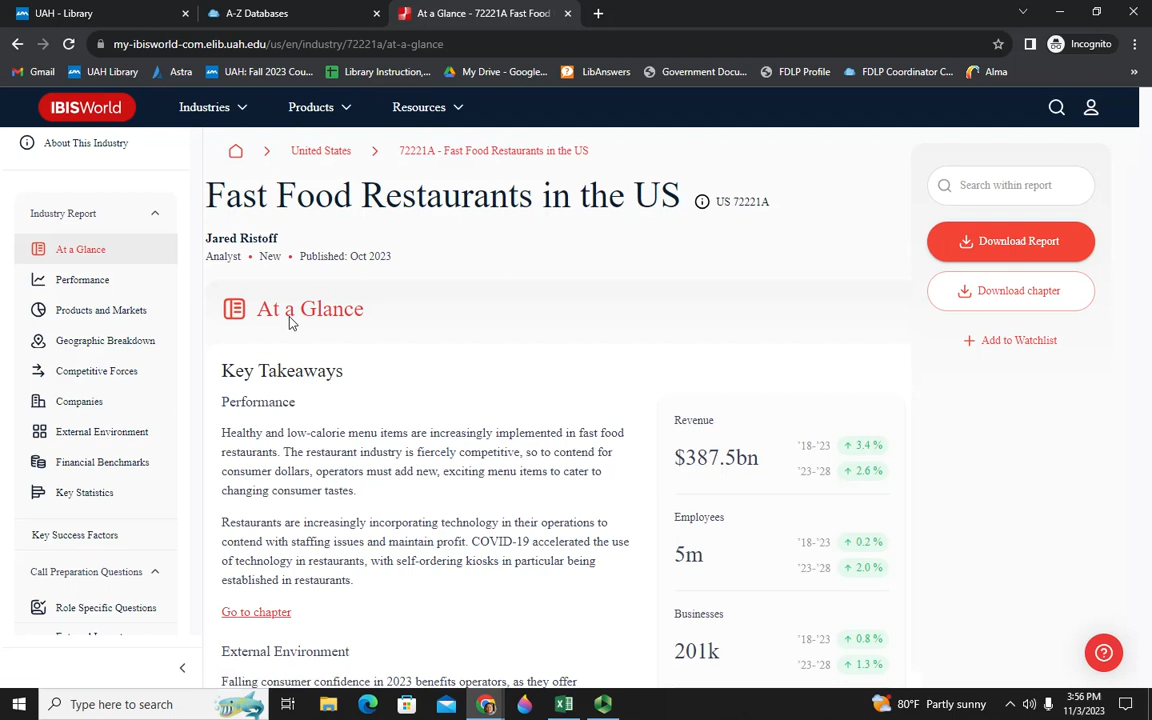 UAH - Library
A-Z Databases
At a Glance - 72221A Fast Food
my-ibisworld-com.elib.uah.edu/us/en/industry/72221a/at-a-glance
Incognito
Gmail
UAH Library
Astra
UAH: Fall 2023 Cou...
Library Instruction,...
My Drive - Google...
LibAnswers
Government Docu...
FDLP Profile
FDLP Coordinator C...
Alma
»
IBISWorld
Industries
Products
Resources
About This Industry
Industry Report
At a Glance
Performance
Products and Markets
Geographic Breakdown
Competitive Forces
Companies
External Environment
Financial Benchmarks
Key Statistics
Key Success Factors
Call Preparation Questions
Role Specific Questions
United States
72221A - Fast Food Restaurants in the US
Fast Food Restaurants in the US
US 72221A
Jared Ristoff
Analyst • New • Published: Oct 2023
At a Glance
Key Takeaways
Performance
Healthy and low-calorie menu items are increasingly implemented in fast food
restaurants. The restaurant industry is fiercely competitive, so to contend for
consumer dollars, operators must add new, exciting menu items to cater to
changing consumer tastes.
Restaurants are increasingly incorporating technology in their operations to
contend with staffing issues and maintain profit. COVID-19 accelerated the use
of technology in restaurants, with self-ordering kiosks in particular being
established in restaurants.
Go to chapter
External Environment
Falling consumer confidence in 2023 benefits operators, as they offer
Revenue
$387.5bn
'18-'23 ↑ 3.4 %
'23-'28 ↑ 2.6 %
Employees
5m
'18-'23 ↑ 0.2 %
'23-'28 ↑ 2.0 %
Businesses
201k
'18-'23 ↑ 0.8 %
'23-'28 ↑ 1.3 %
Search within report
Download Report
Download chapter
+ Add to Watchlist
Type here to search
80°F Partly sunny
3:56 PM
11/3/2023